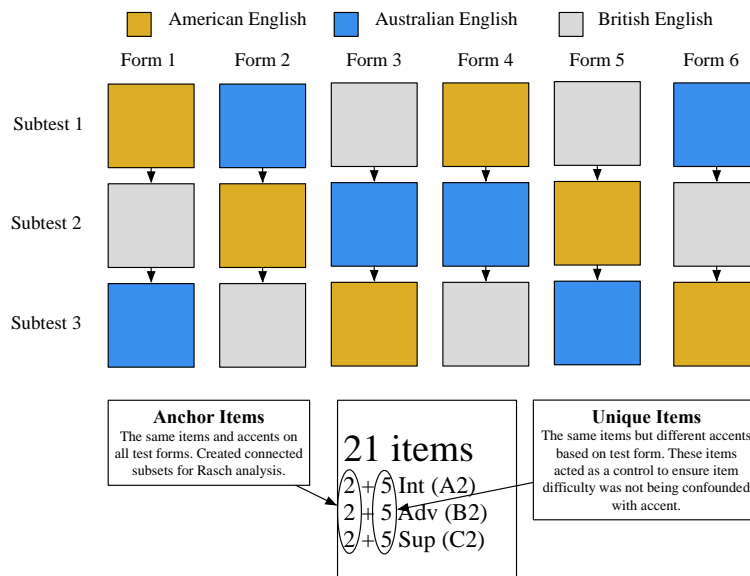 American English Australian English British English
Form 1 Form 2 Form 3 Form 4 Form 5 Form 6
Subtest 1
Subtest 2
Subtest 3
Anchor Items
The same items and accents on
all test forms. Created connected
subsets for Rasch analysis.
21 items
2 + 5 Int (A2)
2 + 5 Adv (B2)
2 + 5 Sup (C2)
Unique Items
The same items but different accents
based on test form. These items
acted as a control to ensure item
difficulty was not being confounded
with accent.